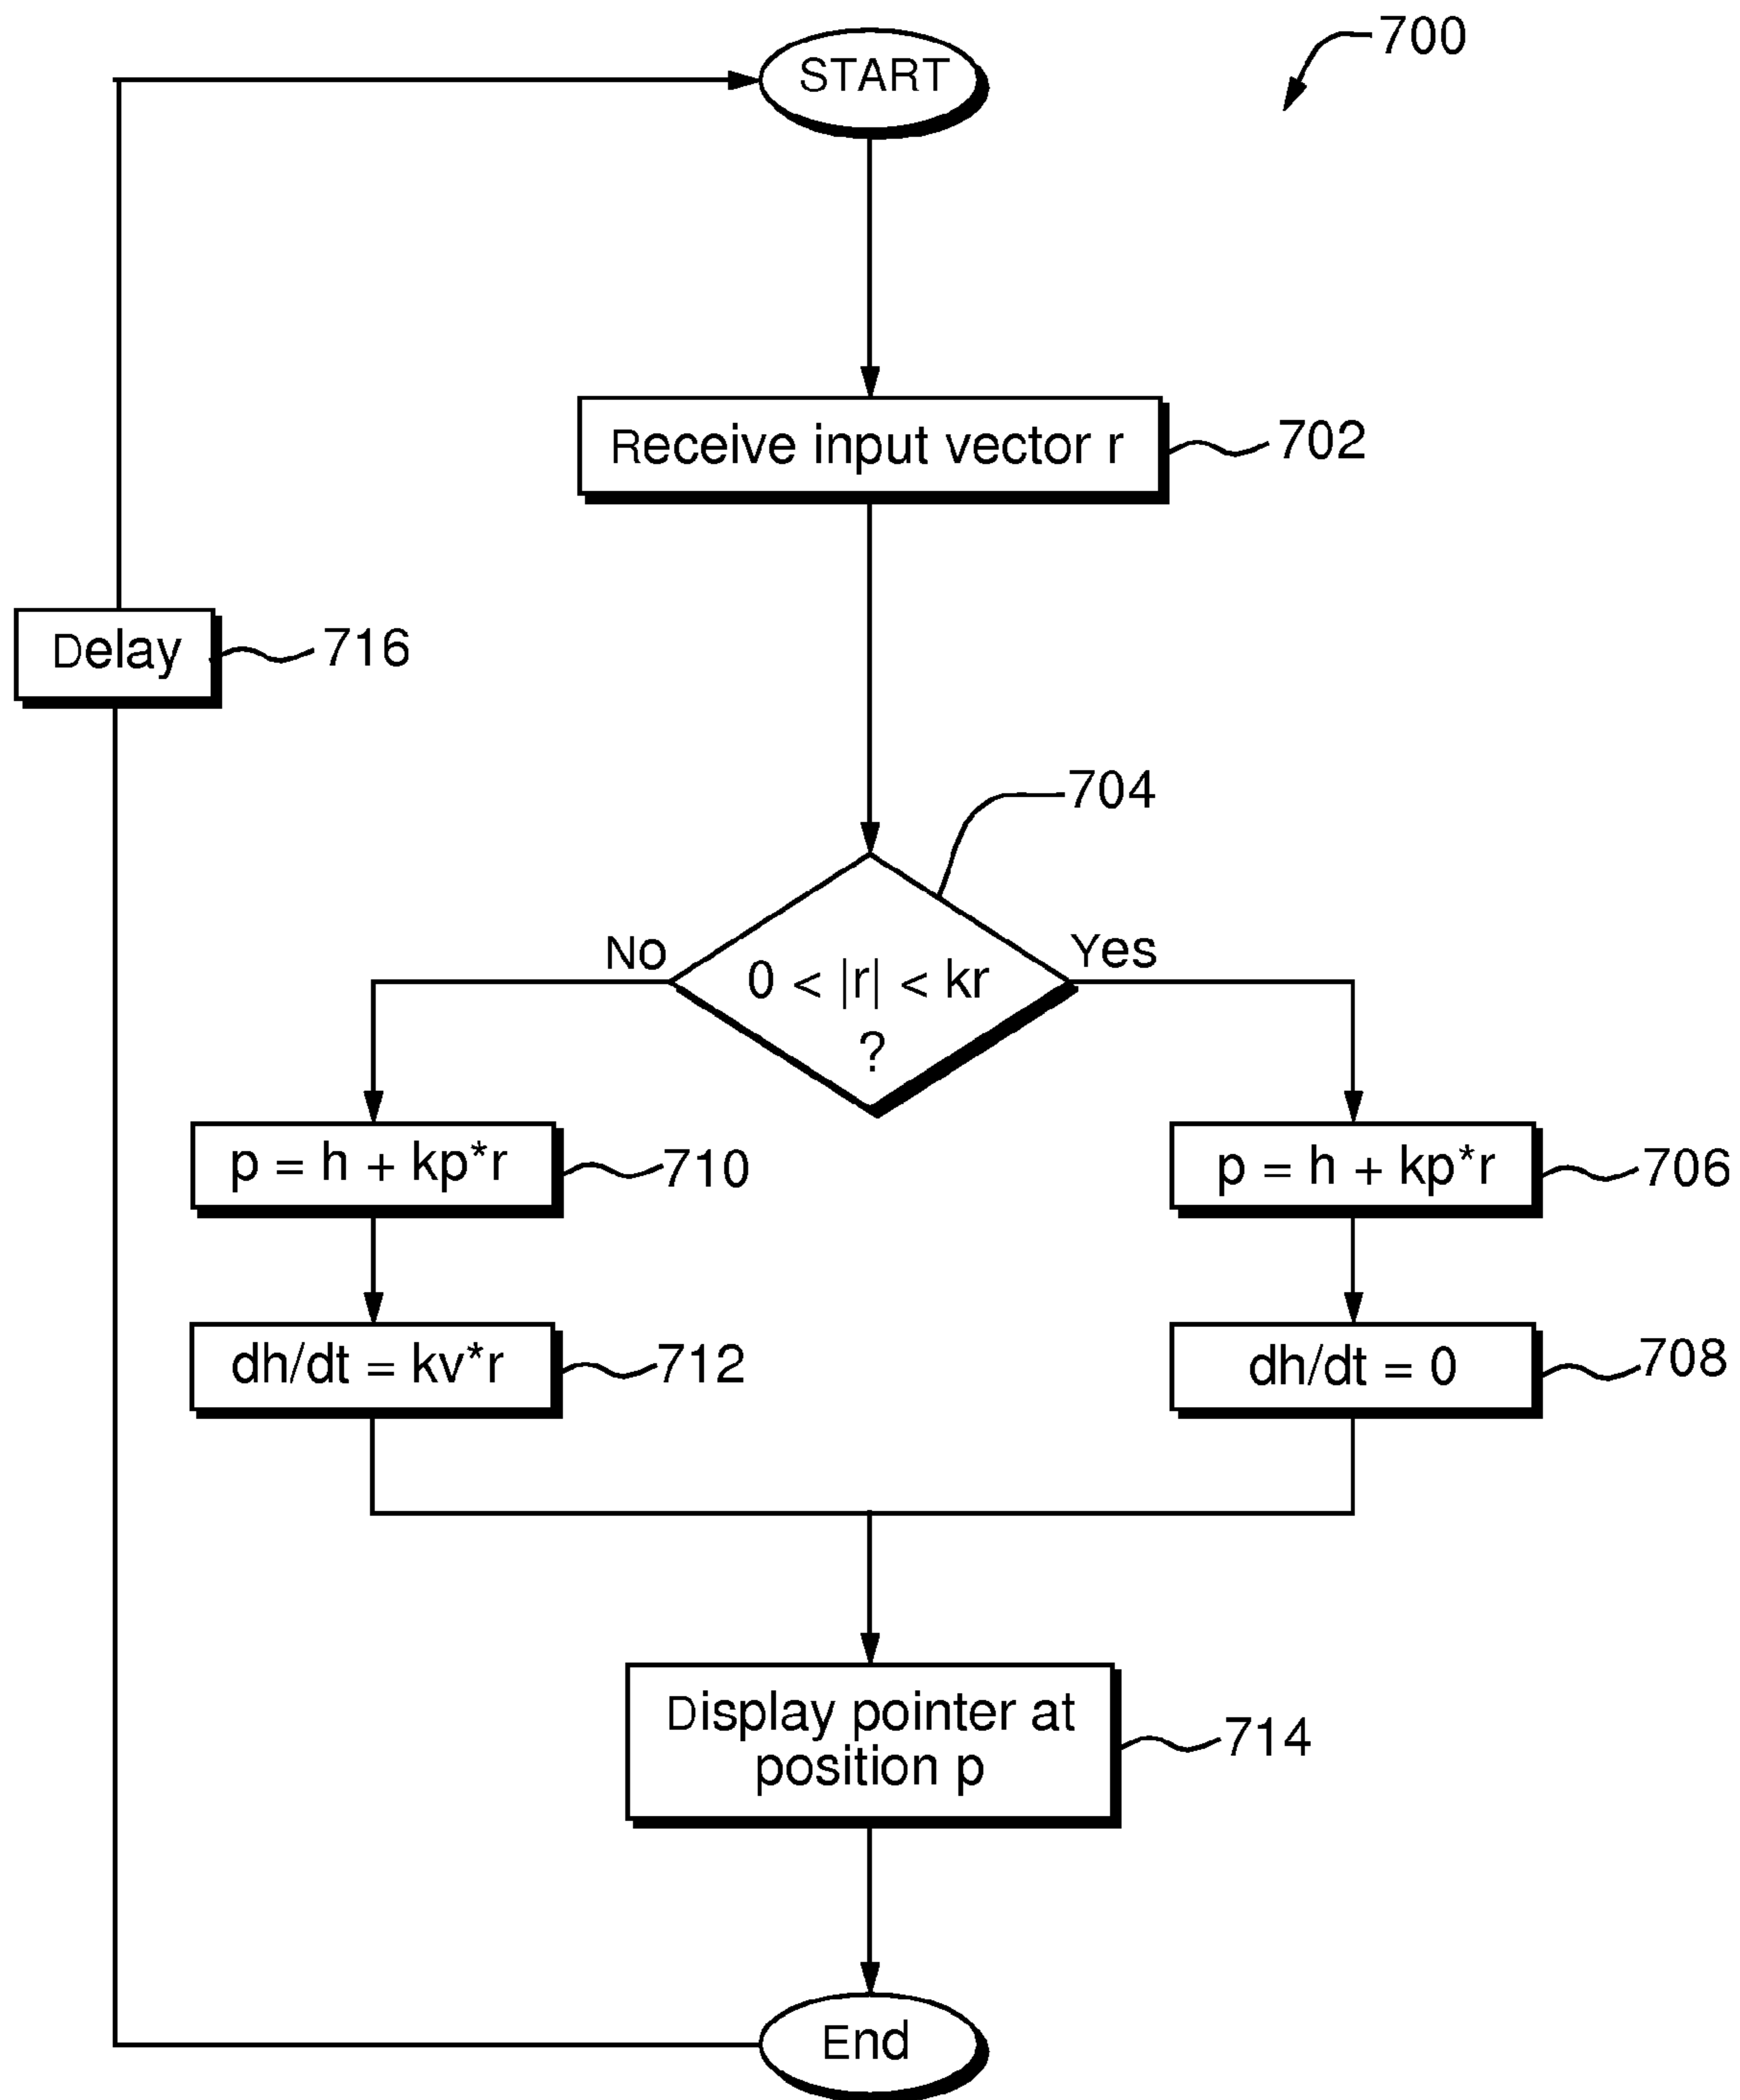 700
START
Receive input vector r
702
Delay
716
704
No
Yes
0 < |r| < kr
?
p = h + kp*r
710
p = h + kp*r
706
dh/dt = kv*r
712
dh/dt = 0
708
Display pointer at
position p
714
End